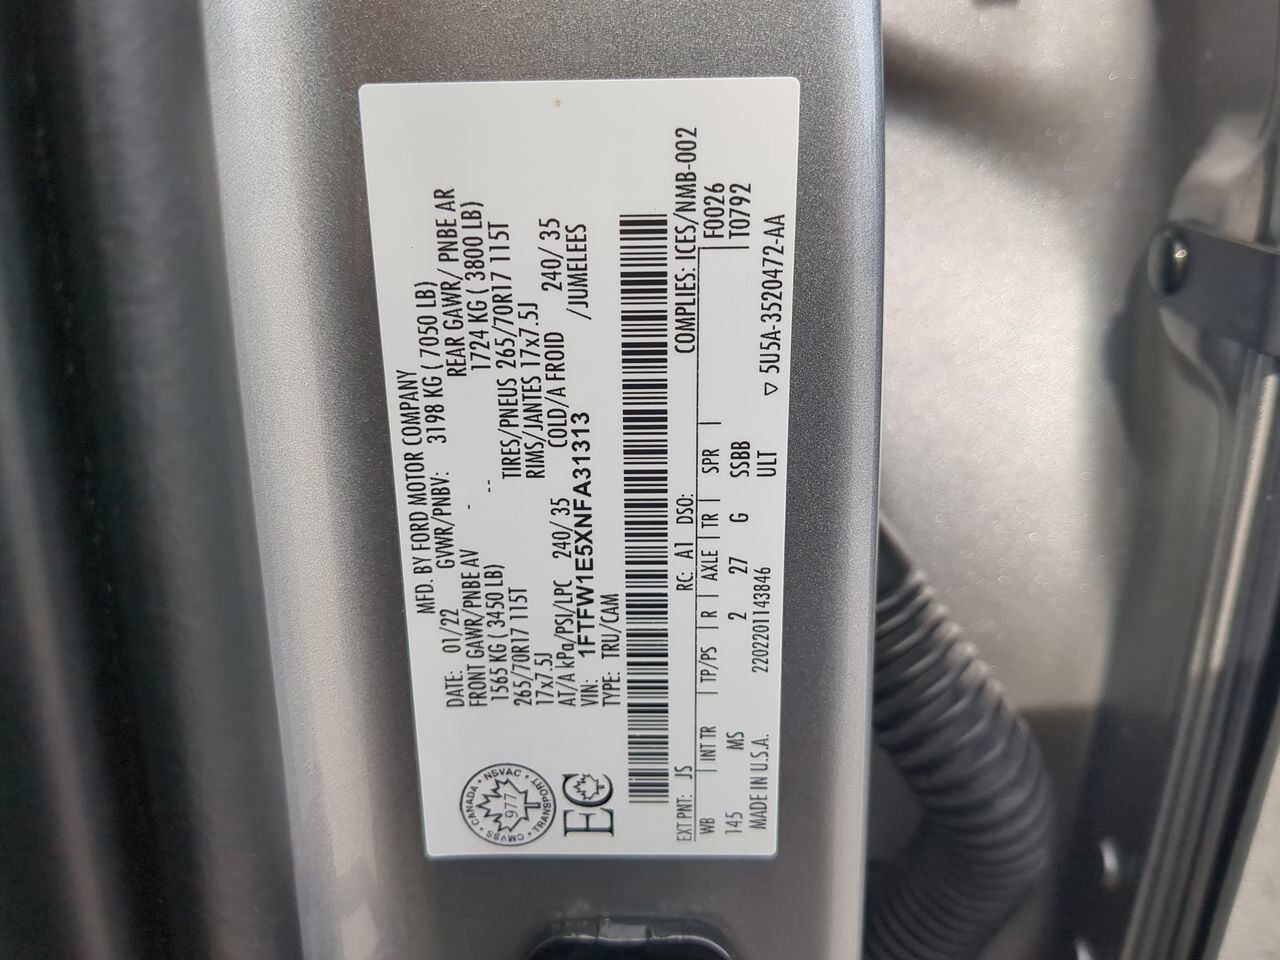 MFD. BY FORD MOTOR COMPANY
DATE: 01/22 GVWR/PNBV: 3198 KG ( 7050 LB)
FRONT GAWR/PNBE AV - REAR GAWR/ PNBE AR
1565 KG ( 3450 LB) -- 1724 KG ( 3800 LB)
265/70R17 115T TIRES/PNEUS 265/70R17 115T
17x7.5J RIMS/JANTES 17x7.5J
AT/A kPa/PSI/LPC 240/ 35 COLD/A FROID 240/ 35
VIN: 1FTFW1E5XNFA31313 /JUMELEES
TYPE: TRU/CAM
CANADA • NSVAC • TRANSPORT • CMVSS •
977
EC
COMPLIES: ICES/NMB-002
EXT PNT: JS RC: A1 DSO: F0026
WB INT TR TP/PS R AXLE TR SPR T0792
145 MS 2 27 G SSBB
MADE IN U.S.A. 2202201143846 ULT
▽ 5U5A-3520472-AA